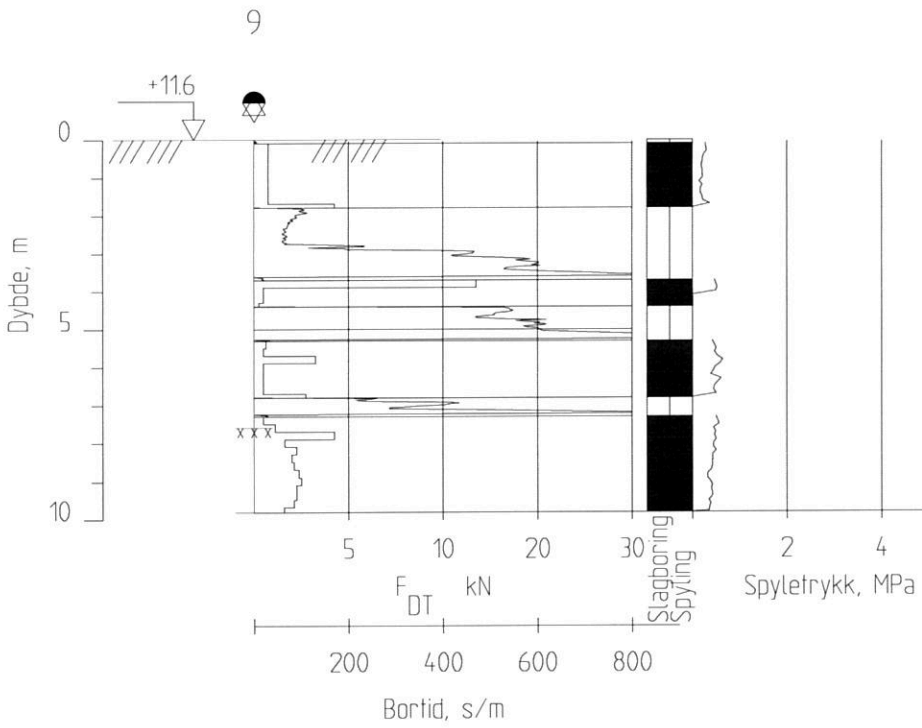 9
+11.6
0
5
10
Dybde, m
x x x
5 10 20 30
F DT kN
Slagboring
Spyling
2 4
Spyletrykk, MPa
200 400 600 800
Bortid, s/m